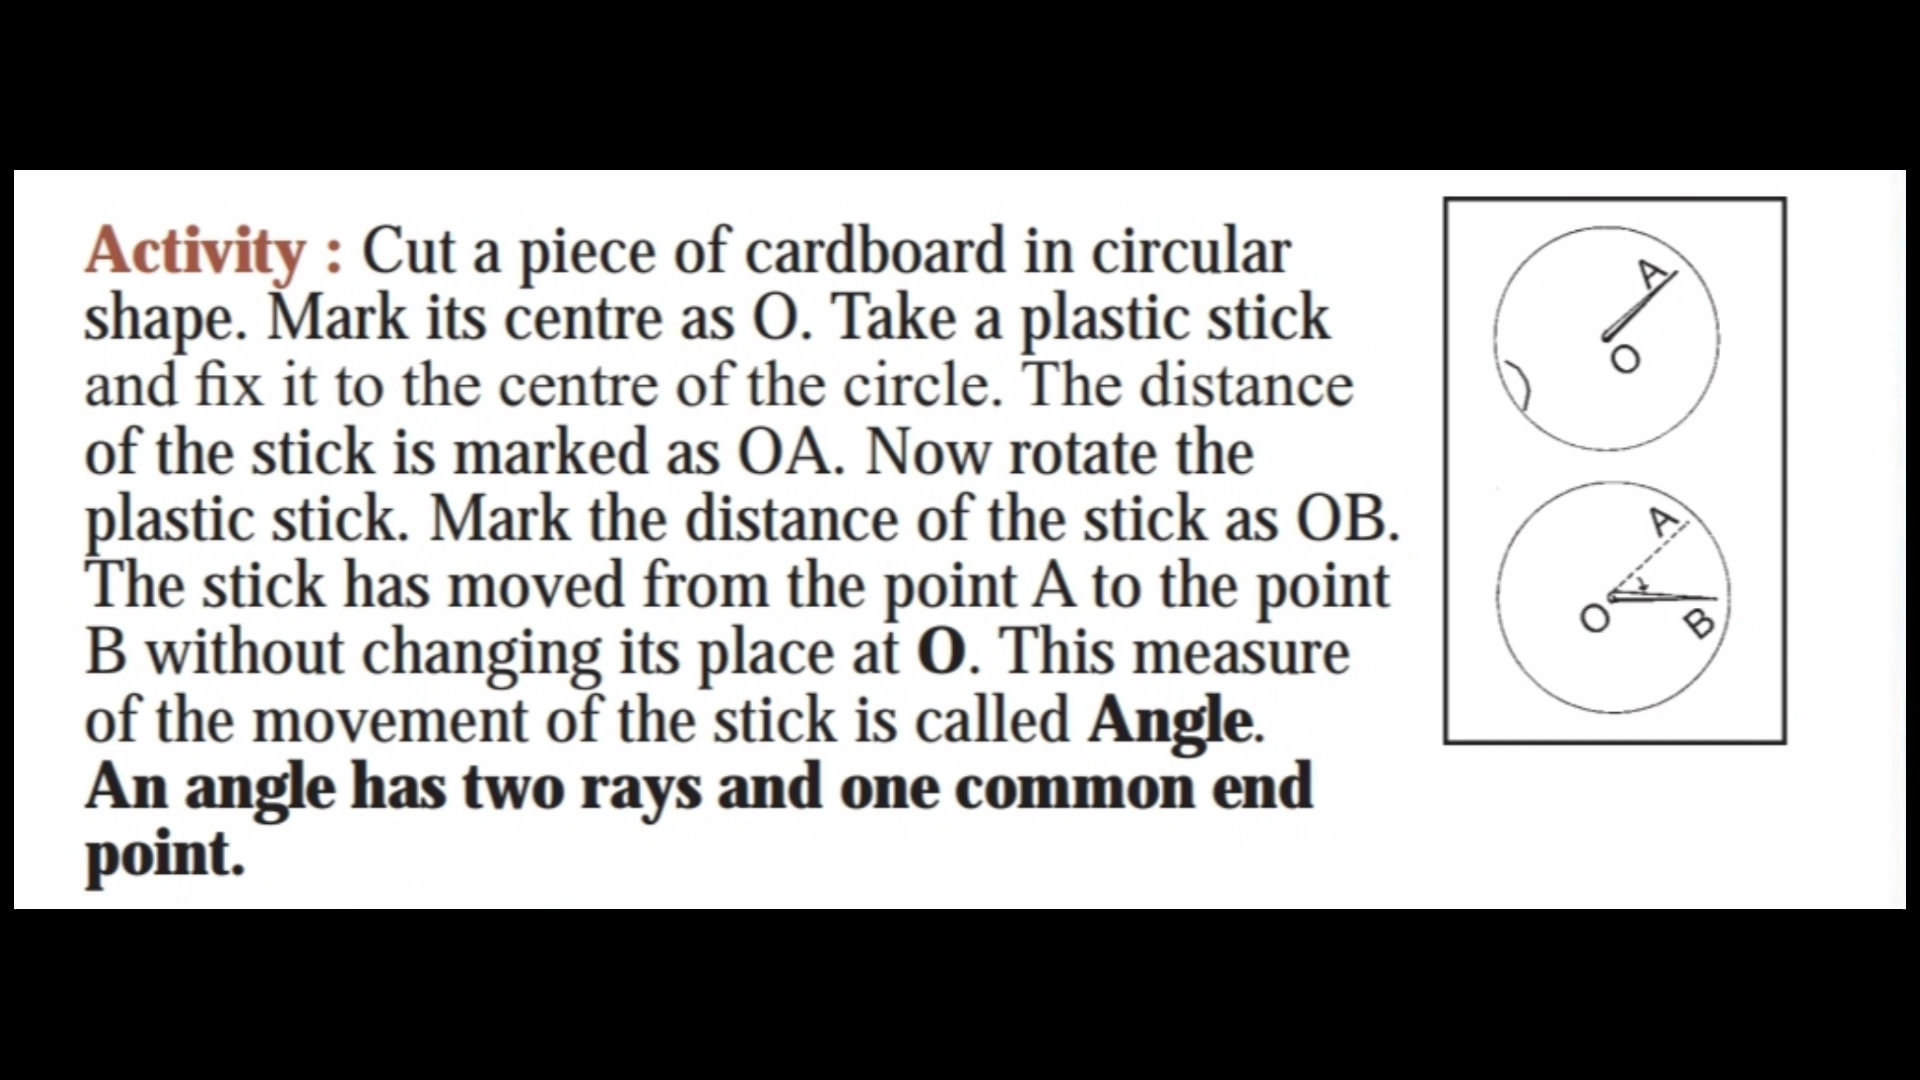 Activity : Cut a piece of cardboard in circular
shape. Mark its centre as O. Take a plastic stick
and fix it to the centre of the circle. The distance
of the stick is marked as OA. Now rotate the
plastic stick. Mark the distance of the stick as OB.
The stick has moved from the point A to the point
B without changing its place at O. This measure
of the movement of the stick is called Angle.
An angle has two rays and one common end
point.
A
O
A
O
B